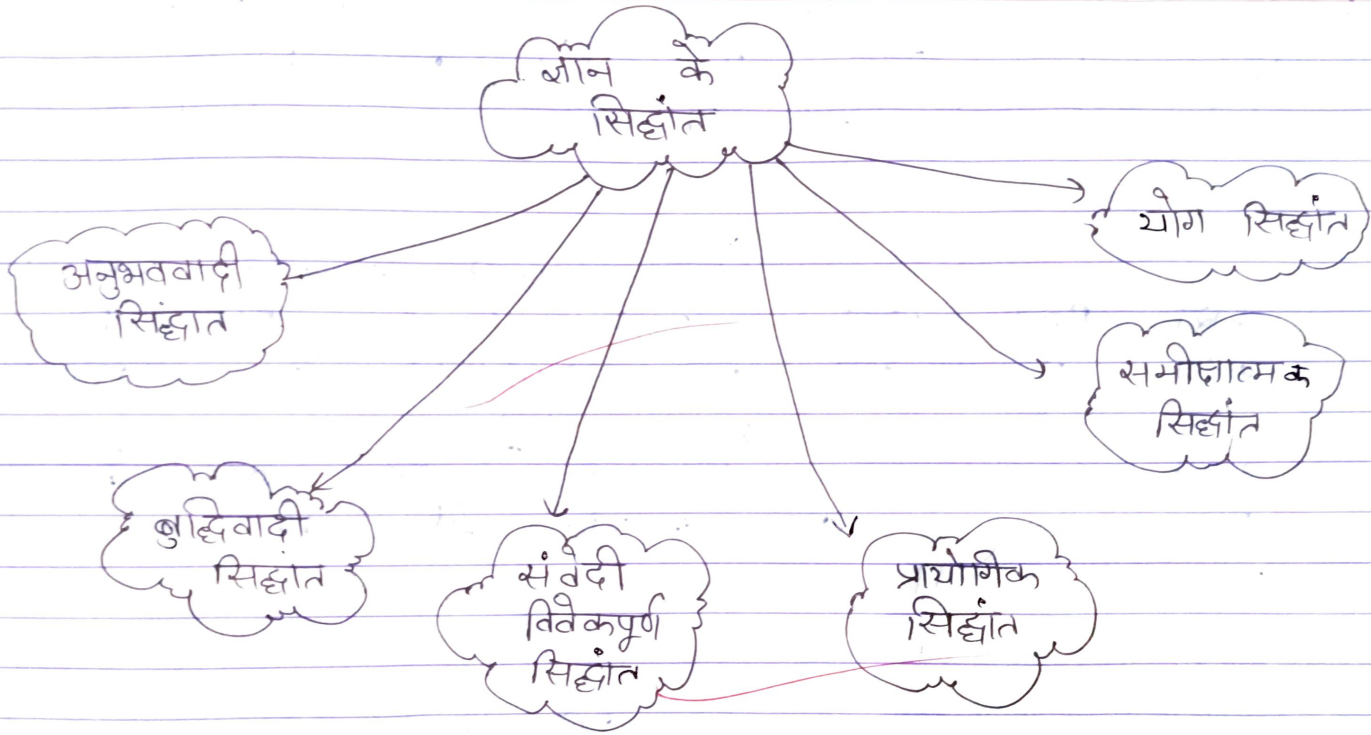 ज्ञान के
सिद्धांत
अनुभववादी
सिंद्धात
बुद्धिवादी
सिद्धांत
संवेदी
विवेकपूर्ण
सिद्धांत
प्रायोगिक
सिद्धांत
समीक्षात्मक
सिद्धांत
योग सिद्धांत